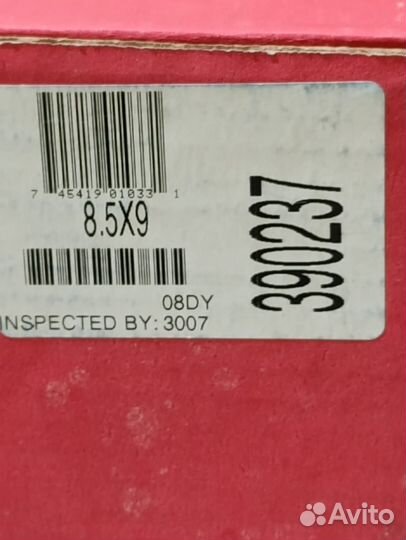 7 45419 01033 1
8.5X9
08DY
INSPECTED BY: 3007
390237
Avito